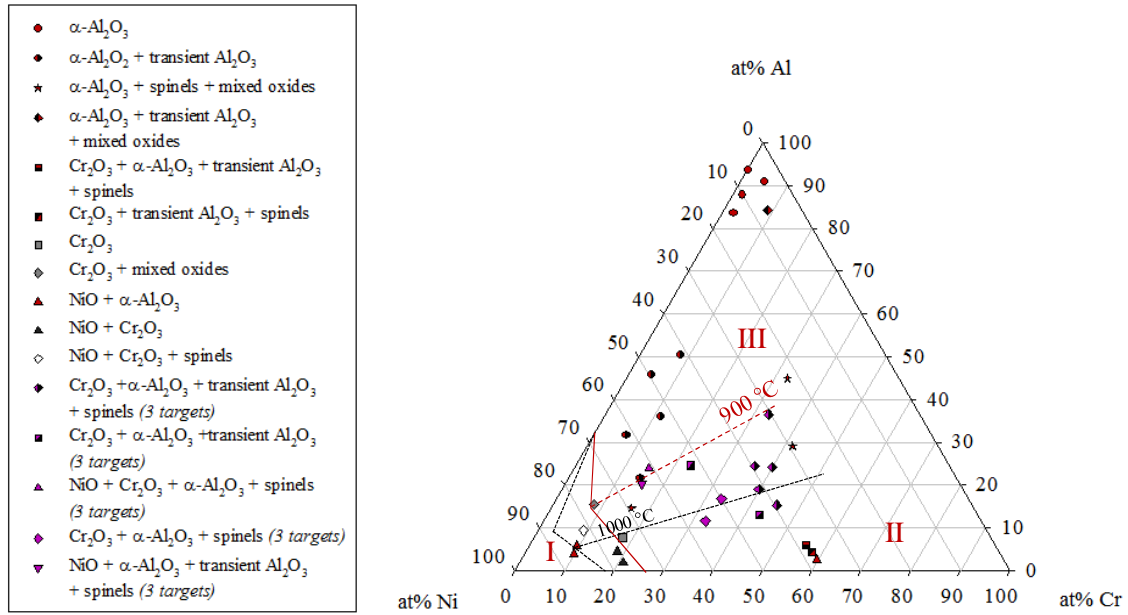 α-Al₂O₃
α-Al₂O₂ + transient Al₂O₃
α-Al₂O₃ + spinels + mixed oxides
α-Al₂O₃ + transient Al₂O₃
+ mixed oxides
Cr₂O₃ + α-Al₂O₃ + transient Al₂O₃
+ spinels
Cr₂O₃ + transient Al₂O₃ + spinels
Cr₂O₃
Cr₂O₃ + mixed oxides
NiO + α-Al₂O₃
NiO + Cr₂O₃
NiO + Cr₂O₃ + spinels
Cr₂O₃ +α-Al₂O₃ + transient Al₂O₃
+ spinels (3 targets)
Cr₂O₃ + α-Al₂O₃ +transient Al₂O₃
(3 targets)
NiO + Cr₂O₃ + α-Al₂O₃ + spinels
(3 targets)
Cr₂O₃ + α-Al₂O₃ + spinels (3 targets)
NiO + α-Al₂O₃ + transient Al₂O₃
+ spinels (3 targets)
at% Al
0 100
10 90
20 80
30 70
40 60
III
50 50
900 °C
60 40
70 30
80 20
1000 °C
90 10
I II
100 0
0 10 20 30 40 50 60 70 80 90 100
at% Ni at% Cr